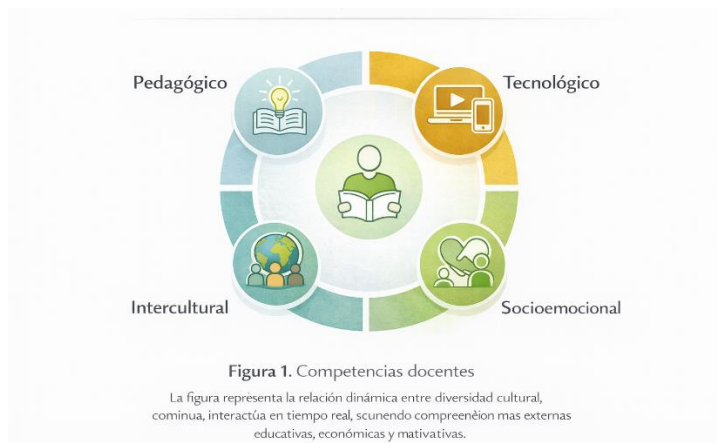 Pedagógico
Tecnológico
Intercultural
Socioemocional
Figura 1. Competencias docentes
La figura representa la relación dinámica entre diversidad cultural,
cominua, interactúa en tiempo real, scunendo compreenèion mas externas
educativas, económicas y mativativas.